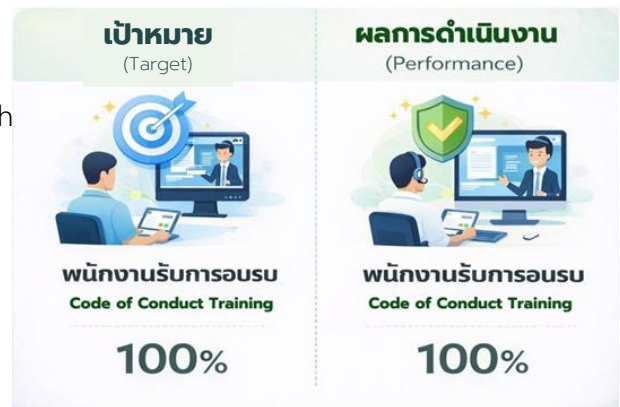 เป้าหมาย
(Target)
h
พนักงานรับการอบรม
Code of Conduct Training
100%
ผลการดำเนินงาน
(Performance)
พนักงานรับการอนรม
Code of Conduct Training
100%